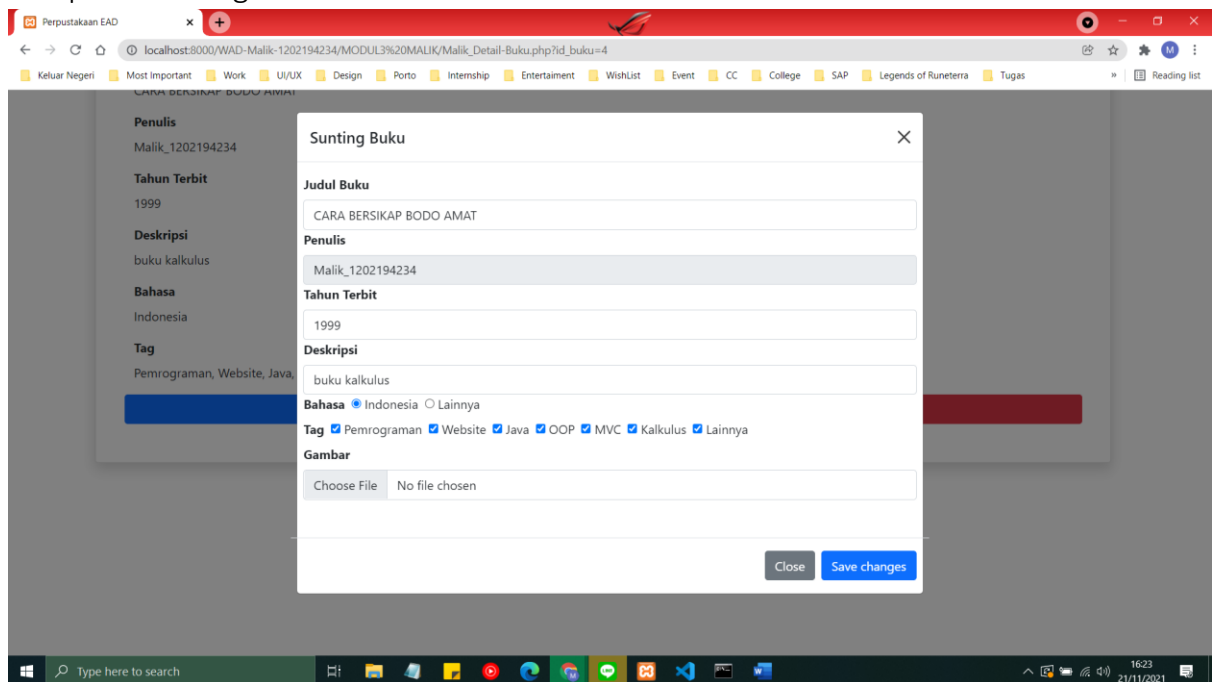 Perpustakaan EAD
localhost:8000/WAD-Malik-1202194234/MODUL3%20MALIK/Malik_Detail-Buku.php?id_buku=4
Keluar Negeri Most Important Work UI/UX Design Porto Internship Entertaiment WishList Event CC College SAP Legends of Runeterra Tugas » Reading list
CARA BERSIKAP BODO AMAT
Penulis
Malik_1202194234
Tahun Terbit
1999
Deskripsi
buku kalkulus
Bahasa
Indonesia
Tag
Pemrograman, Website, Java,
Sunting Buku
Judul Buku
CARA BERSIKAP BODO AMAT
Penulis
Malik_1202194234
Tahun Terbit
1999
Deskripsi
buku kalkulus
Bahasa Indonesia Lainnya
Tag Pemrograman Website Java OOP MVC Kalkulus Lainnya
Gambar
Choose File No file chosen
Close Save changes
Type here to search
16:23
21/11/2021